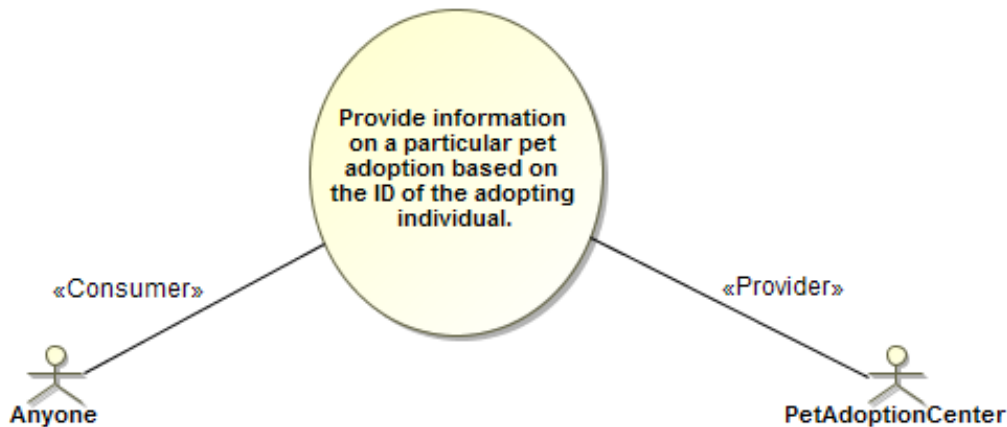 Provide information
on a particular pet
adoption based on
the ID of the adopting
individual.
«Consumer»
«Provider»
Anyone
PetAdoptionCenter